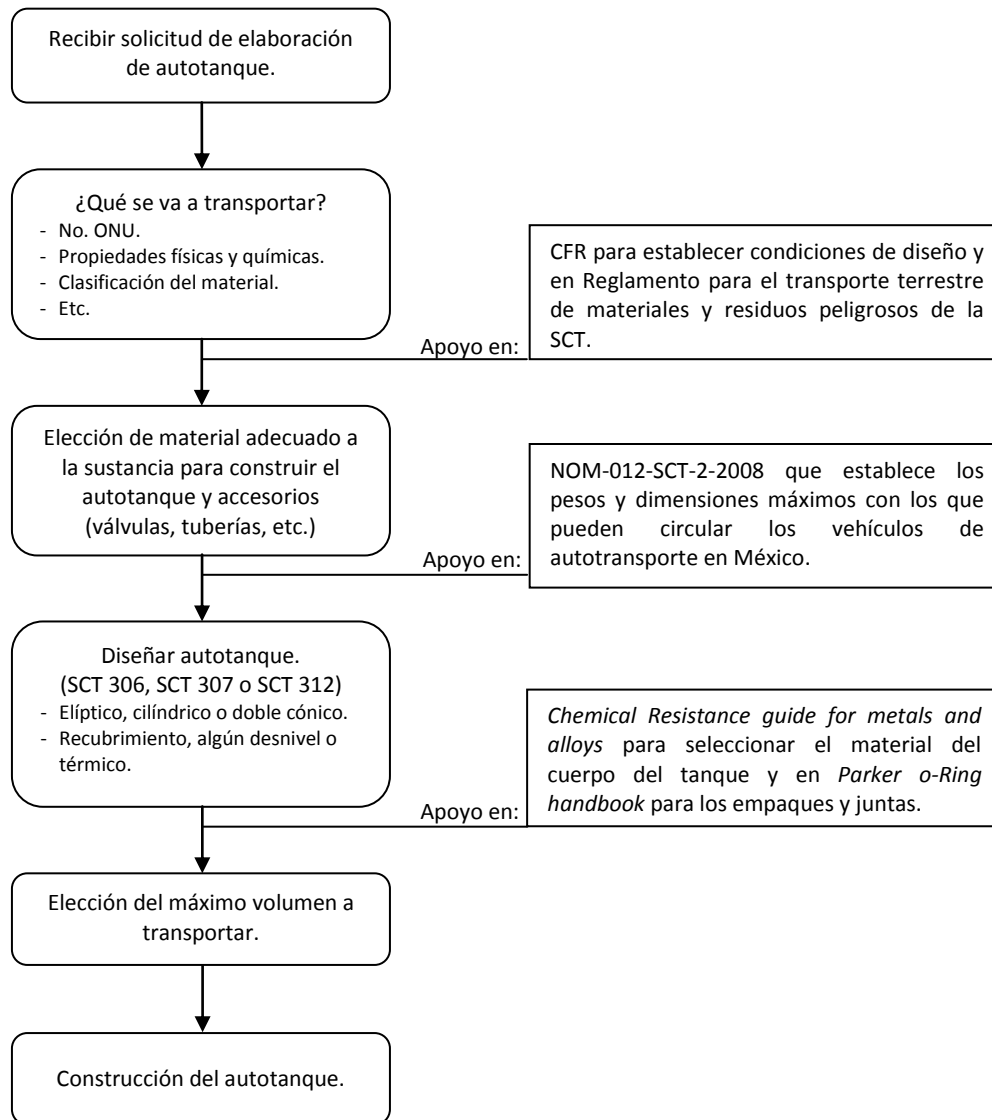 Recibir solicitud de elaboración
de autotanque.
¿Qué se va a transportar?
- No. ONU.
- Propiedades físicas y químicas.
- Clasificación del material.
- Etc.
Apoyo en:
CFR para establecer condiciones de diseño y
en Reglamento para el transporte terrestre
de materiales y residuos peligrosos de la
SCT.
Elección de material adecuado a
la sustancia para construir el
autotanque y accesorios
(válvulas, tuberías, etc.)
Apoyo en:
NOM-012-SCT-2-2008 que establece los
pesos y dimensiones máximos con los que
pueden circular los vehículos de
autotransporte en México.
Diseñar autotanque.
(SCT 306, SCT 307 o SCT 312)
- Elíptico, cilíndrico o doble cónico.
- Recubrimiento, algún desnivel o
térmico.
Apoyo en:
Chemical Resistance guide for metals and
alloys para seleccionar el material del
cuerpo del tanque y en Parker o-Ring
handbook para los empaques y juntas.
Elección del máximo volumen a
transportar.
Construcción del autotanque.